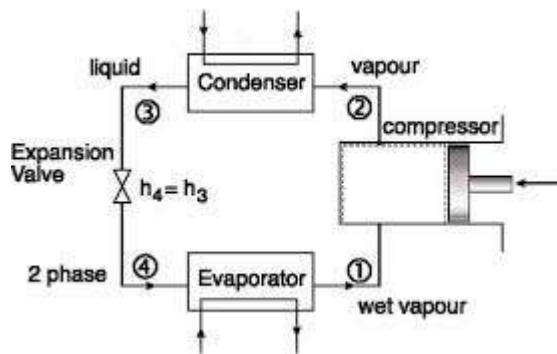 liquid
Condenser
vapour
③
②
compressor
Expansion
Valve
h₄ = h₃
④
Evaporator
①
2 phase
wet vapour